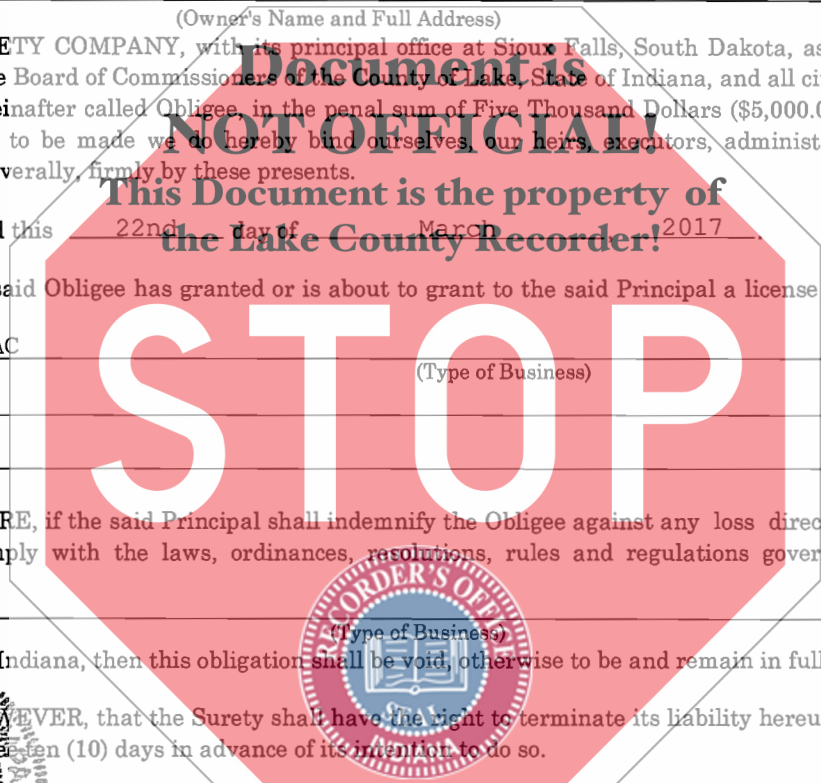 (Owner's Name and Full Address)
ETY COMPANY, with its principal office at Sioux Falls, South Dakota, as
Document is
e Board of Commissioners of the County of Lake, State of Indiana, and all ci
einafter called Obligee, in the penal sum of Five Thousand Dollars ($5,000.0
NOT OFFICIAL!
to be made we do hereby bind ourselves, our heirs, executors, administ
verally, firmly by these presents.
This Document is the property of
this 22nd day of March, 2017.
the Lake County Recorder!
said Obligee has granted or is about to grant to the said Principal a license
AC
(Type of Business)
STOP
RE, if the said Principal shall indemnify the Obligee against any loss direc
ply with the laws, ordinances, resolutions, rules and regulations gover
RECORDER'S OFFICE
(Type of Business)
Indiana, then this obligation shall be void, otherwise to be and remain in full
SEAL
WEVER, that the Surety shall have the right to terminate its liability hereu
ten (10) days in advance of its intention to do so.
INDIANA